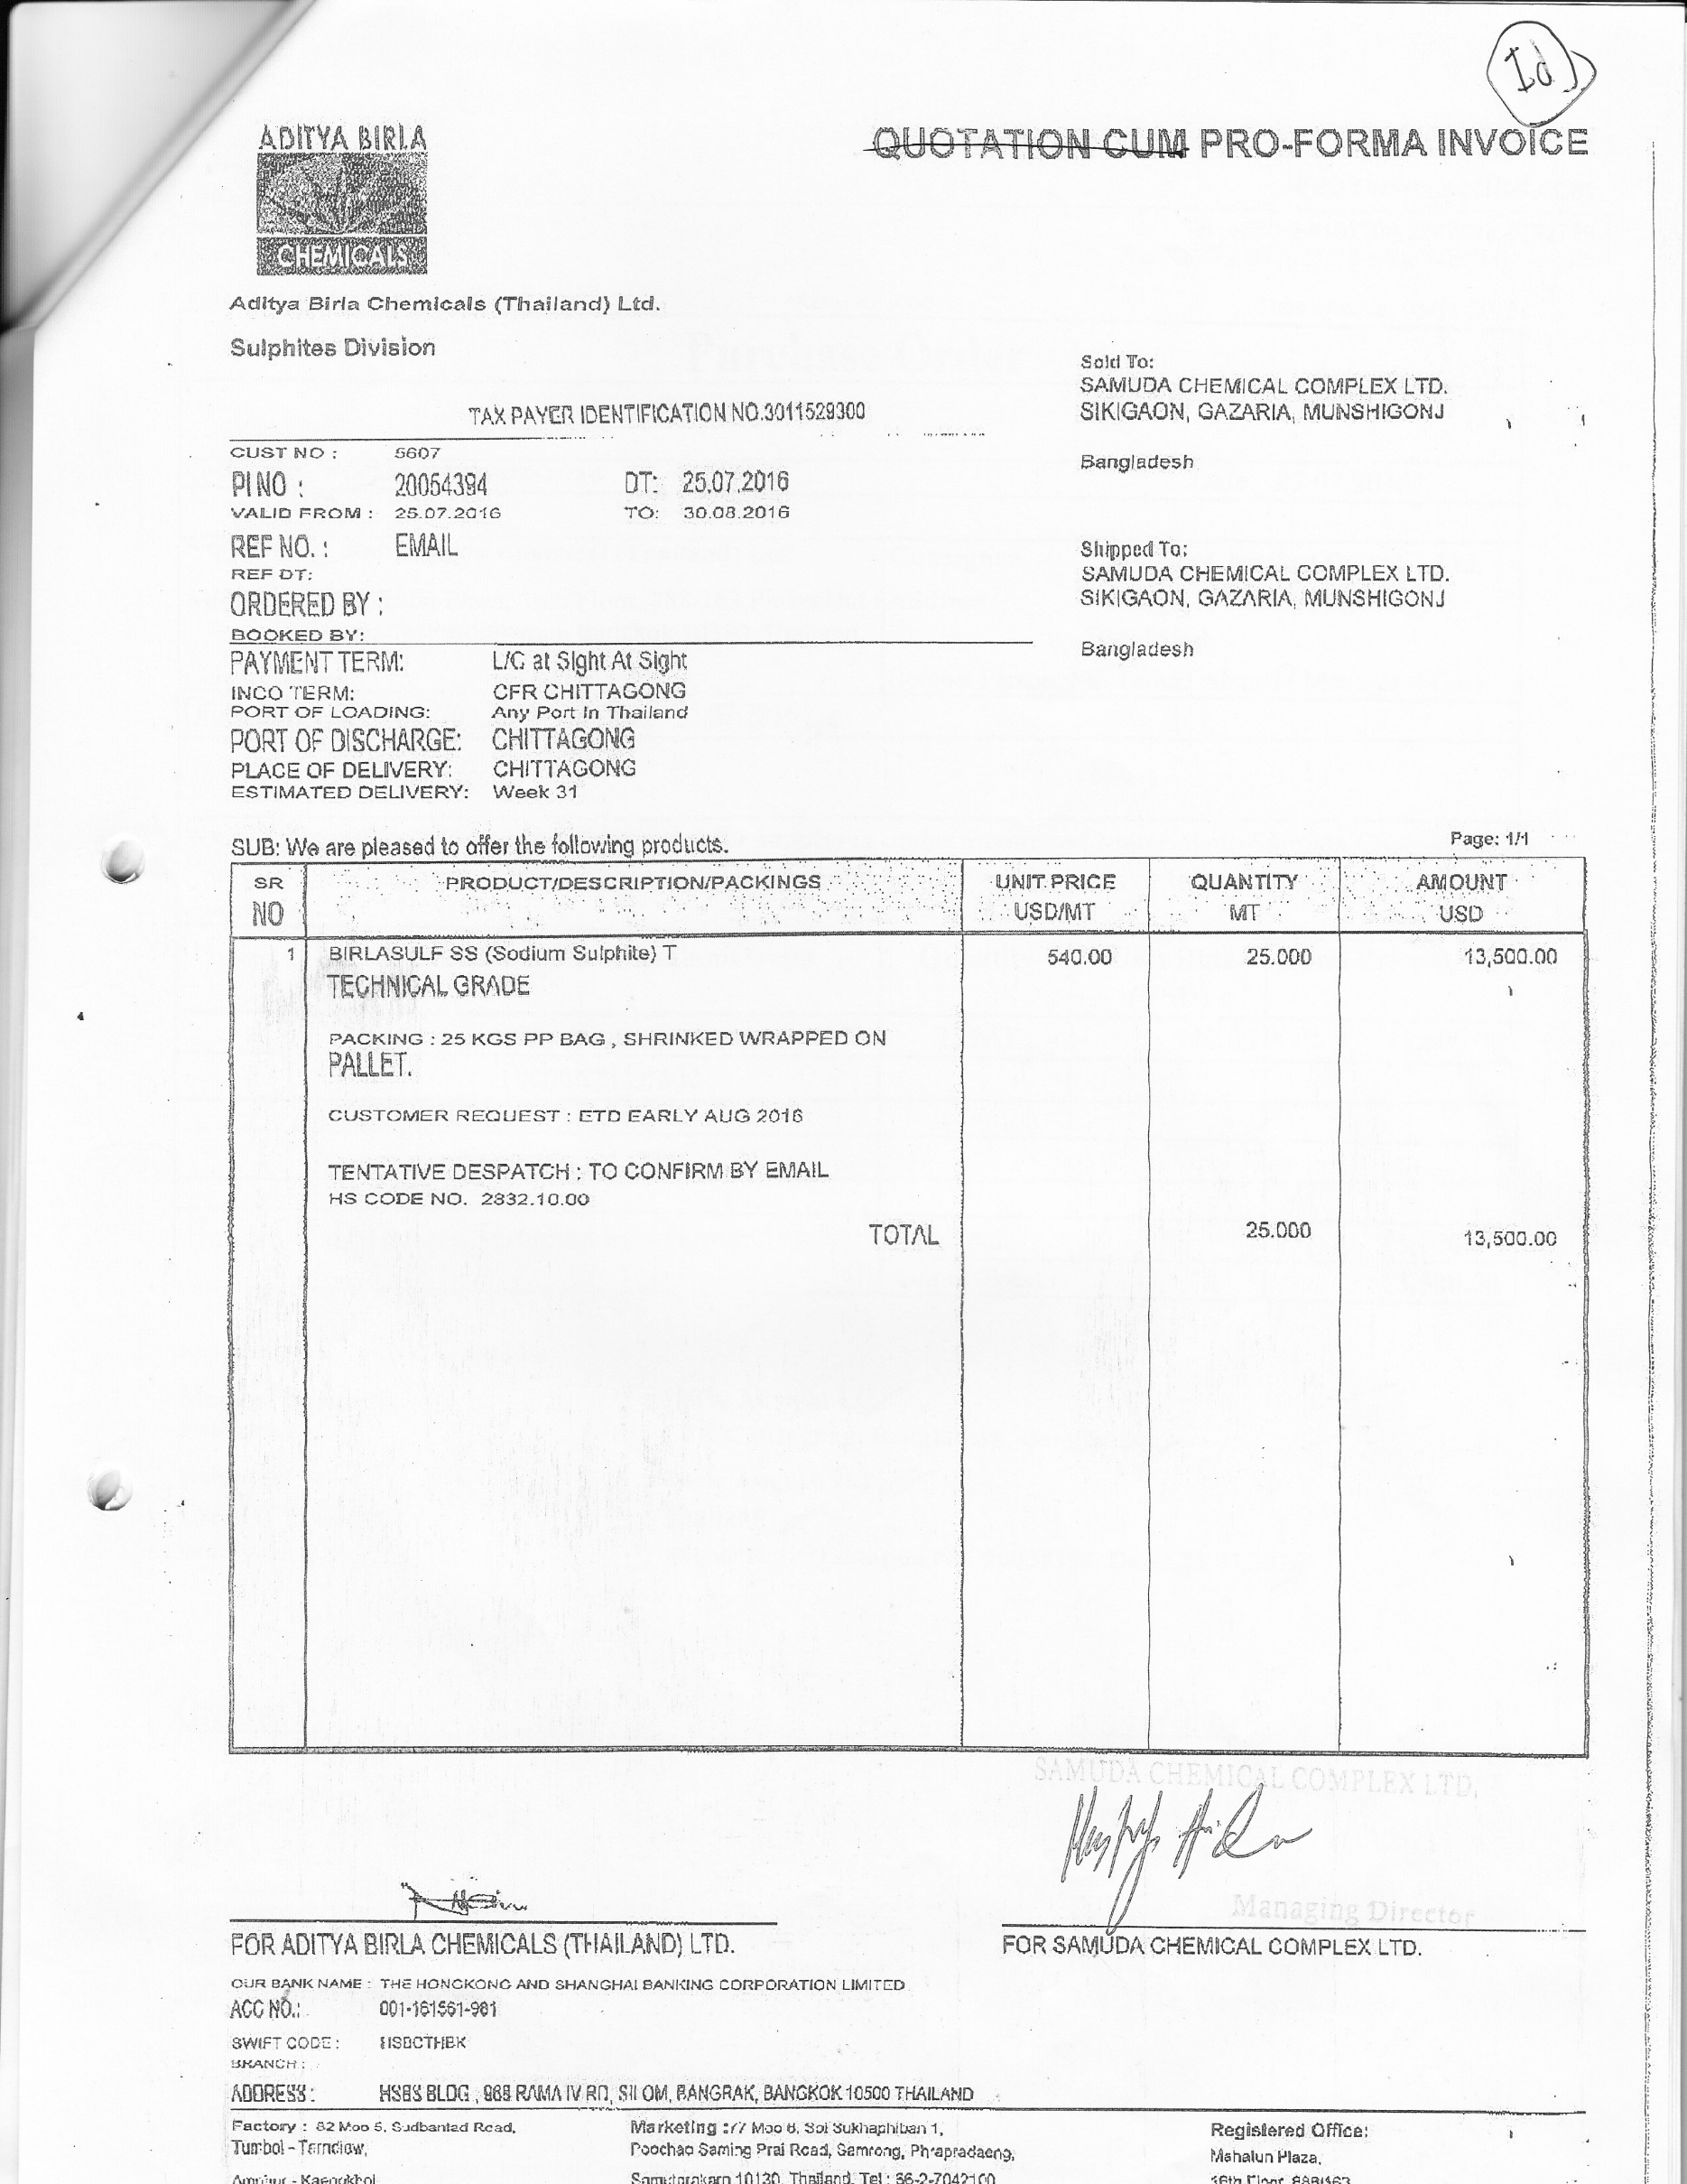 Id
QUOTATION CUM PRO-FORMA INVOICE
ADITYA BIRLA
CHEMICALS
Aditya Birla Chemicals (Thailand) Ltd.
Sulphites Division
TAX PAYER IDENTIFICATION NO.3011529300
Sold To:
SAMUDA CHEMICAL COMPLEX LTD.
SIKIGAON, GAZARIA, MUNSHIGONJ
Bangladesh
CUST NO : 5607
PI NO : 20054394 DT: 25.07.2016
VALID FROM : 25.07.2016 TO: 30.08.2016
REF NO. : EMAIL
REF DT:
ORDERED BY :
BOOKED BY:
Shipped To:
SAMUDA CHEMICAL COMPLEX LTD.
SIKIGAON, GAZARIA, MUNSHIGONJ
Bangladesh
PAYMENT TERM: L/C at Sight At Sight
INCO TERM: CFR CHITTAGONG
PORT OF LOADING: Any Port In Thailand
PORT OF DISCHARGE: CHITTAGONG
PLACE OF DELIVERY: CHITTAGONG
ESTIMATED DELIVERY: Week 31
SUB: We are pleased to offer the following products. Page: 1/1
SR NO PRODUCT/DESCRIPTION/PACKINGS UNIT PRICE USD/MT QUANTITY MT AMOUNT USD
1 BIRLASULF SS (Sodium Sulphite) T 540.00 25.000 13,500.00
TECHNICAL GRADE
PACKING : 25 KGS PP BAG , SHRINKED WRAPPED ON
PALLET.
CUSTOMER REQUEST : ETD EARLY AUG 2016
TENTATIVE DESPATCH : TO CONFIRM BY EMAIL
HS CODE NO. 2832.10.00
TOTAL 25.000 13,500.00
SAMUDA CHEMICAL COMPLEX LTD.
Managing Director
FOR ADITYA BIRLA CHEMICALS (THAILAND) LTD. FOR SAMUDA CHEMICAL COMPLEX LTD.
OUR BANK NAME : THE HONGKONG AND SHANGHAI BANKING CORPORATION LIMITED
ACC NO.: 001-161561-981
SWIFT CODE : HSBCTHBK
BRANCH :
ADDRESS : HSBS BLDG , 968 RAMA IV RD, SILOM, BANGRAK, BANGKOK 10500 THAILAND
Factory : 82 Moo 5, Sudbantad Road,
Tumbol - Tarndiow,
Amphur - Kaengkhoi
Marketing :77 Moo 6, Soi Sukhaphiban 1,
Poochao Saming Prai Road, Samrong, Phrapradaeng,
Samutprakarn 10130, Thailand. Tel : 66-2-7042100
Registered Office:
Mahatun Plaza,
16th Floor,